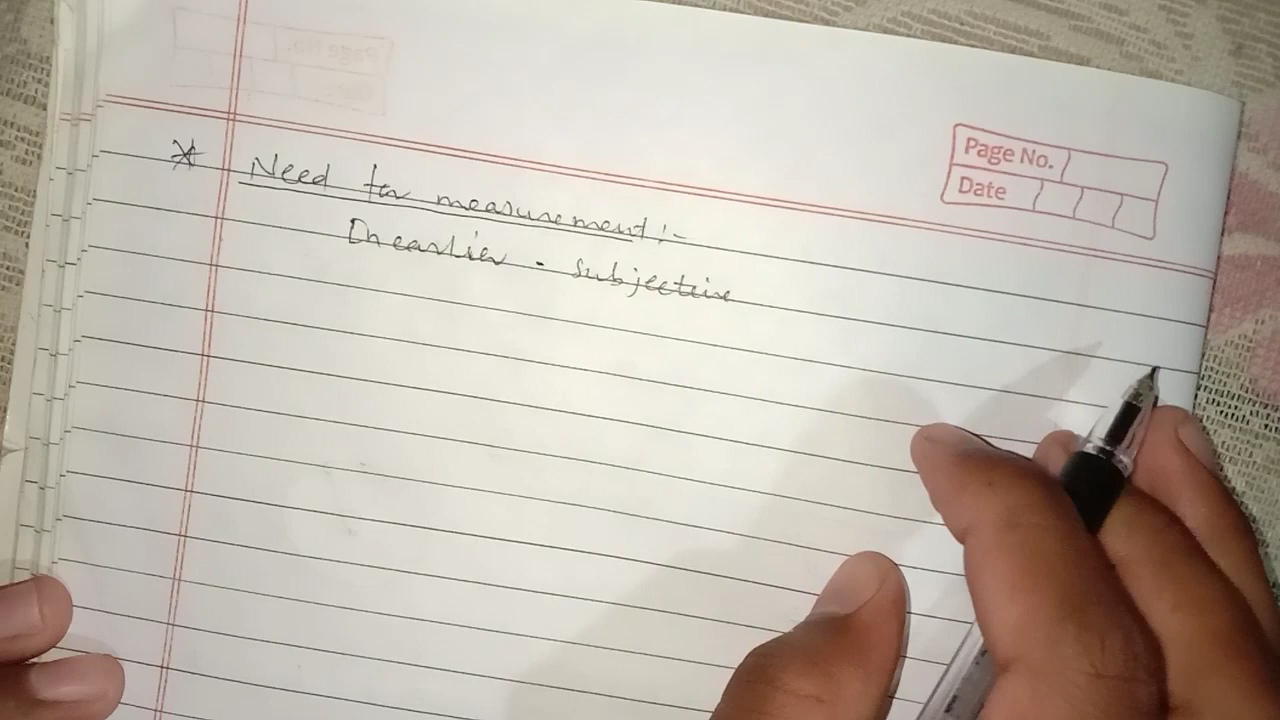 Page No.
Date
* Need for measurement :-
In earlier - subjective